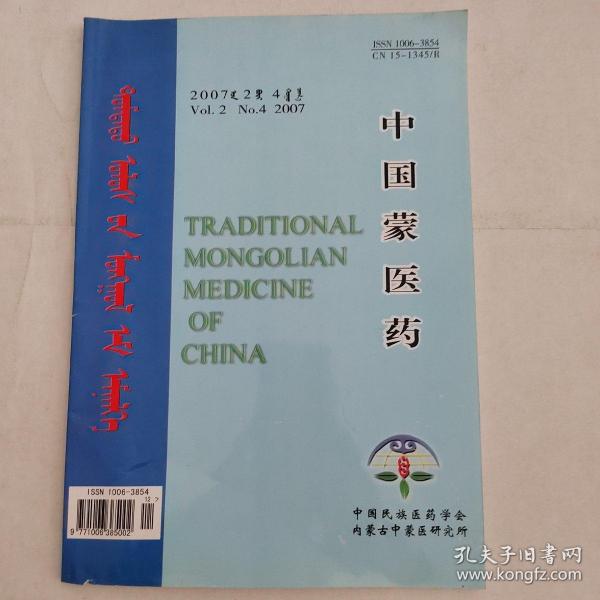 ISSN 1006-3854
CN 15-1345/R
Vol. 2 No.4 2007
中国蒙医药
TRADITIONAL
MONGOLIAN
MEDICINE
OF
CHINA
中国民族医药学会
内蒙古中蒙医研究所
ISSN 1006-3854
9 771006 385002
孔夫子旧书网
www.kongfz.com